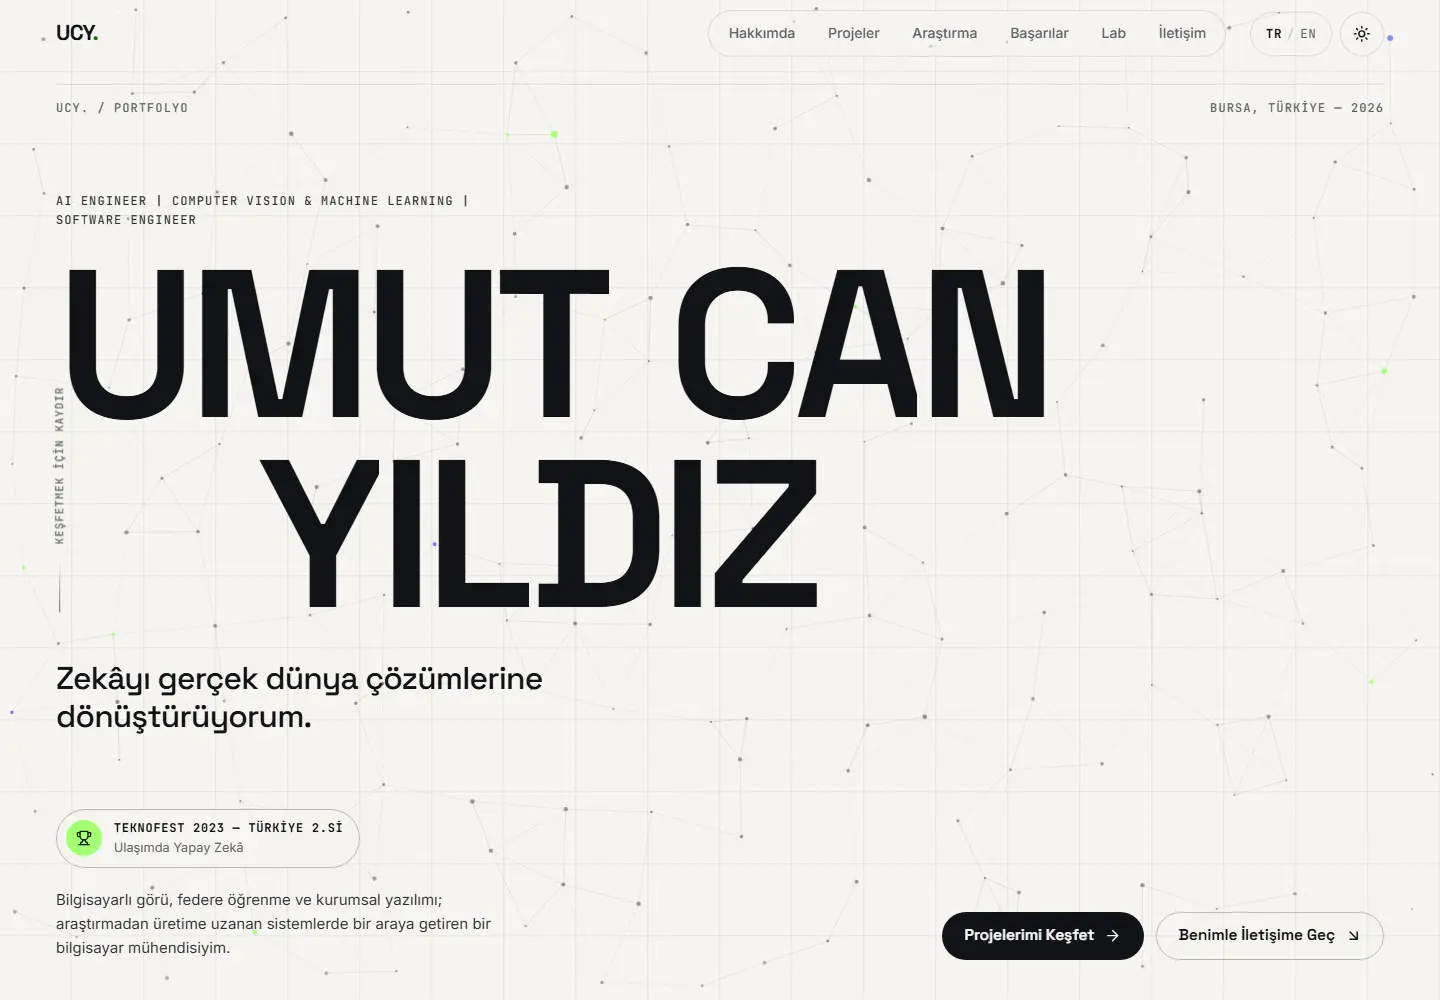 UCY.
Hakkımda Projeler Araştırma Başarılar Lab İletişim
TR / EN
UCY. / PORTFOLYO
BURSA, TÜRKİYE — 2026
AI ENGINEER | COMPUTER VISION & MACHINE LEARNING |
SOFTWARE ENGINEER
UMUT CAN
YILDIZ
KEŞFETMEK İÇİN KAYDIR
Zekâyı gerçek dünya çözümlerine
dönüştürüyorum.
TEKNOFEST 2023 — TÜRKİYE 2.Sİ
Ulaşımda Yapay Zekâ
Bilgisayarlı görü, federe öğrenme ve kurumsal yazılımı;
araştırmadan üretime uzanan sistemlerde bir araya getiren bir
bilgisayar mühendisiyim.
Projelerimi Keşfet →
Benimle İletişime Geç ↘